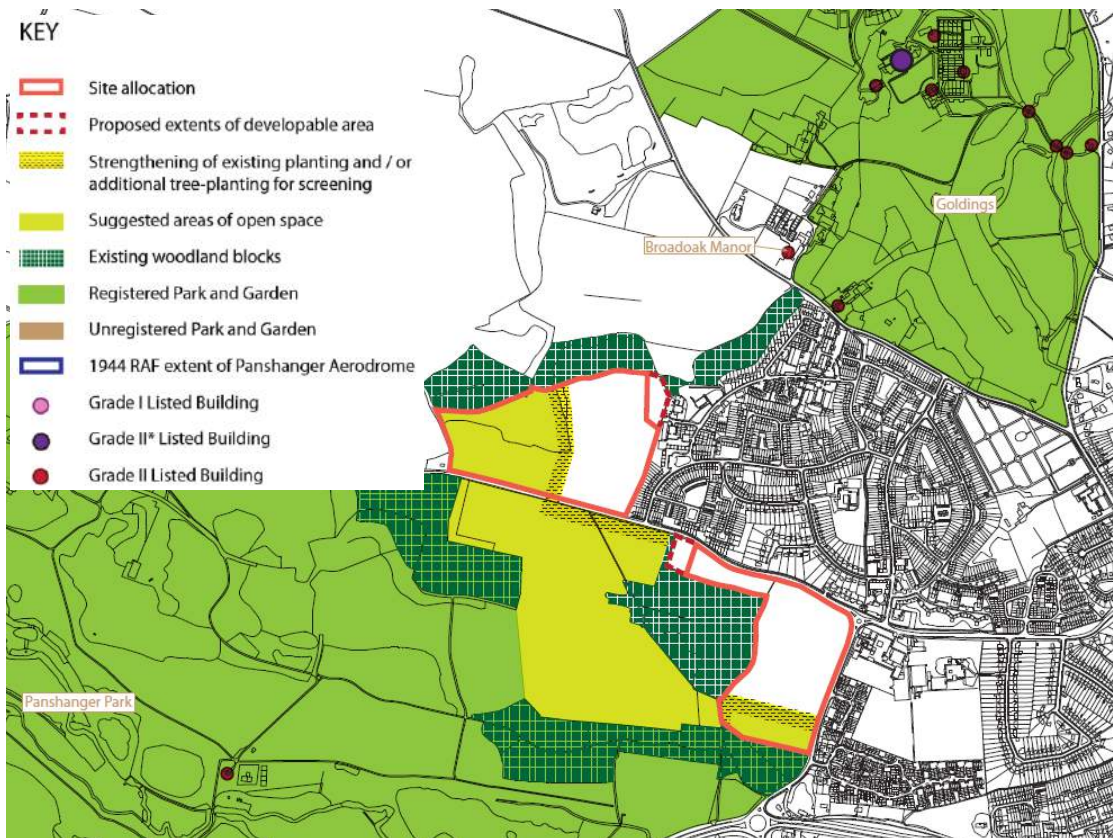 KEY
Site allocation
Proposed extents of developable area
Strengthening of existing planting and / or
additional tree-planting for screening
Suggested areas of open space
Existing woodland blocks
Registered Park and Garden
Unregistered Park and Garden
1944 RAF extent of Panshanger Aerodrome
Grade I Listed Building
Grade II* Listed Building
Grade II Listed Building
Goldings
Broadoak Manor
Panshanger Park